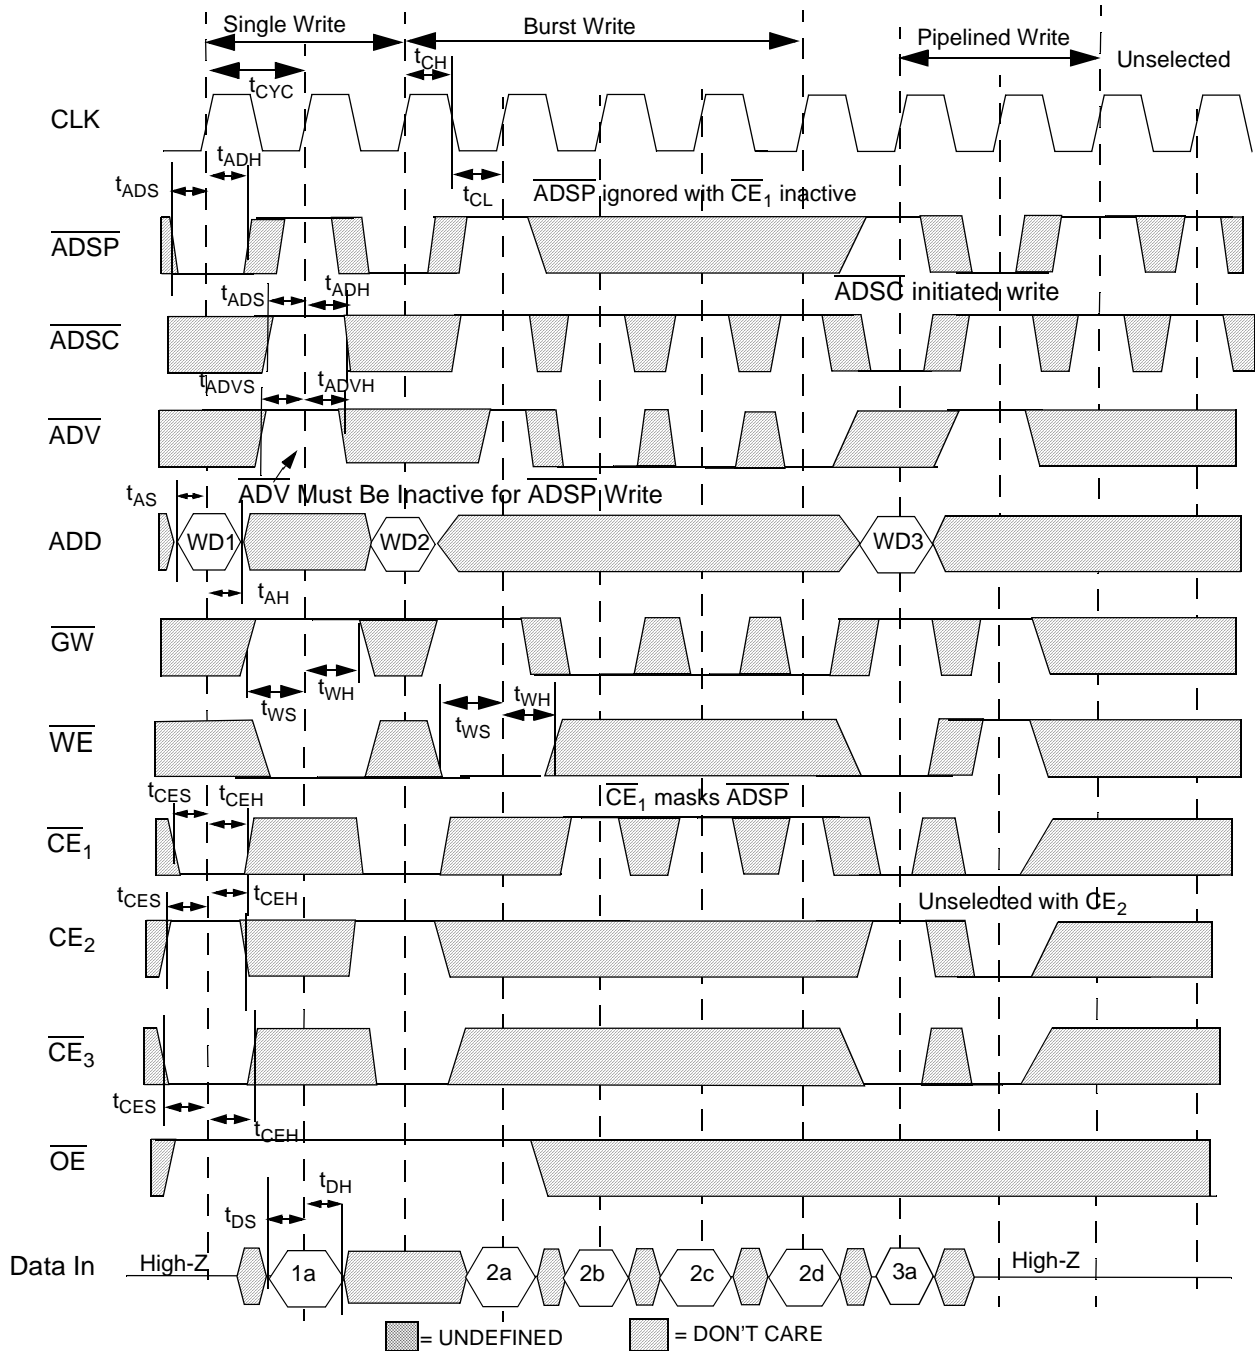 Single Write
Burst Write
Pipelined Write
Unselected
tCH
tCYC
CLK
tADH
tADS
tCL
ADSP ignored with CE1 inactive
ADSP
tADS
tADH
ADSC initiated write
ADSC
tADVS
tADVH
ADV
ADV Must Be Inactive for ADSP Write
tAS
ADD
WD1
WD2
WD3
tAH
GW
tWS
tWH
tWS
tWH
WE
CE1 masks ADSP
tCES
tCEH
CE1
tCES
tCEH
Unselected with CE2
CE2
CE3
tCES
tCEH
OE
tDH
tDS
Data In
High-Z
1a
2a
2b
2c
2d
3a
High-Z
= UNDEFINED
= DON'T CARE